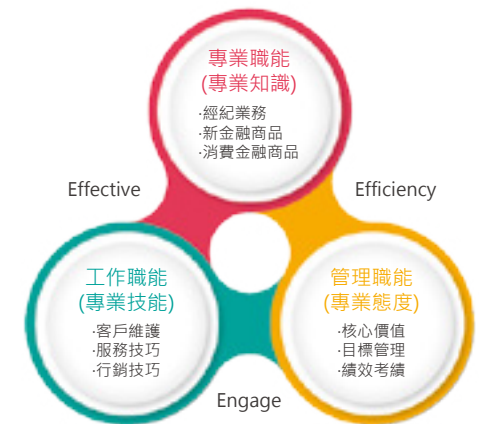 專業職能
(專業知識)
·經紀業務
·新金融商品
·消費金融商品
Effective
Efficiency
工作職能
(專業技能)
·客戶維護
·服務技巧
·行銷技巧
管理職能
(專業態度)
·核心價值
·目標管理
·績效考績
Engage